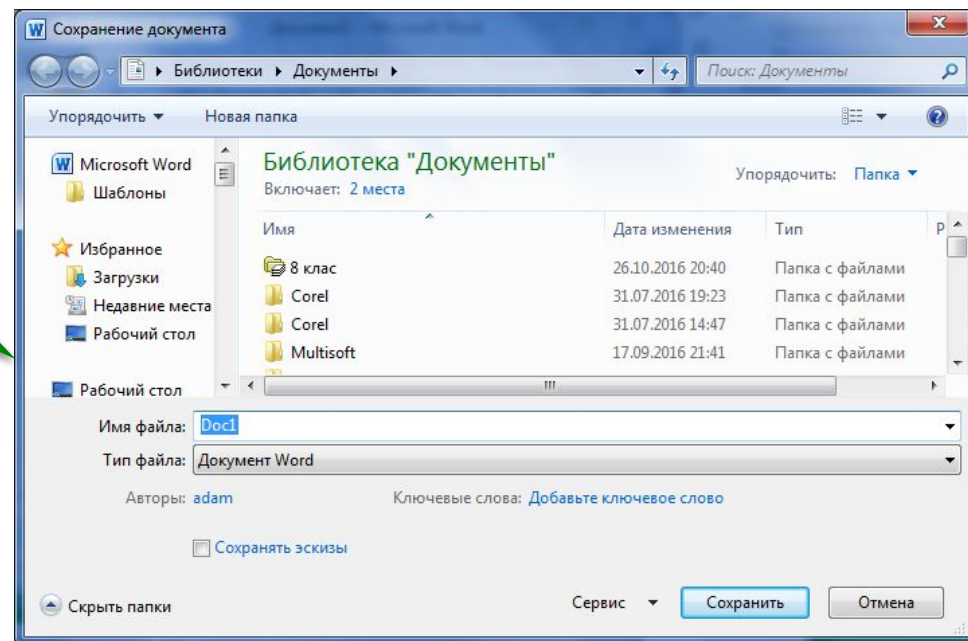 Сохранение документа
Библиотеки Документы Поиск: Документы
Упорядочить Новая папка
Microsoft Word
Шаблоны
Избранное
Загрузки
Недавние места
Рабочий стол
Рабочий стол
Библиотека "Документы"
Включает: 2 места
Упорядочить: Папка
Имя Дата изменения Тип Р
8 клас 26.10.2016 20:40 Папка с файлами
Corel 31.07.2016 19:23 Папка с файлами
Corel 31.07.2016 14:47 Папка с файлами
Multisoft 17.09.2016 21:41 Папка с файлами
Имя файла: Doc1
Тип файла: Документ Word
Авторы: adam Ключевые слова: Добавьте ключевое слово
Сохранять эскизы
Скрыть папки Сервис Сохранить Отмена